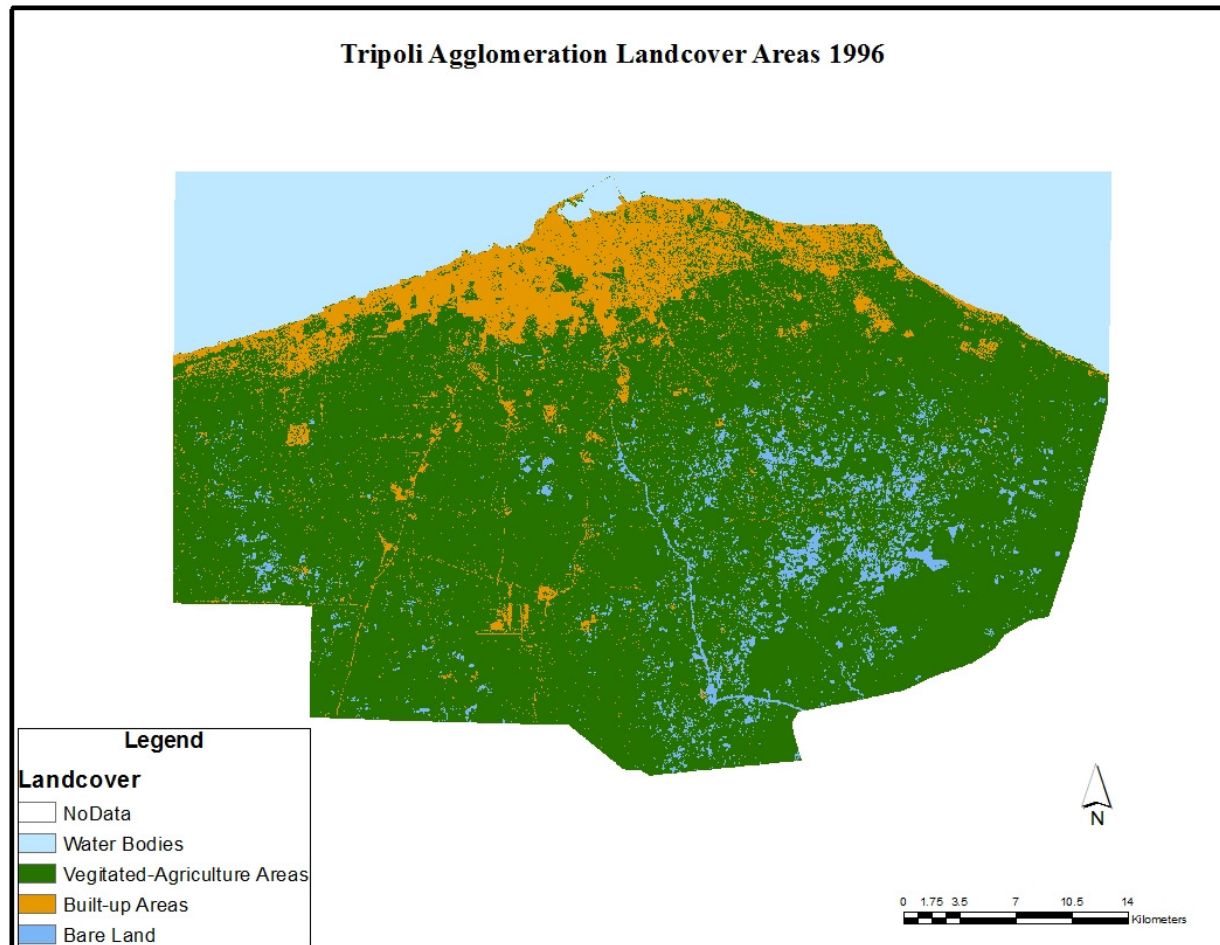 Tripoli Agglomeration Landcover Areas 1996
Legend
Landcover
NoData
Water Bodies
Vegitated-Agriculture Areas
Built-up Areas
Bare Land
N
0 1.75 3.5 7 10.5 14
Kilometers